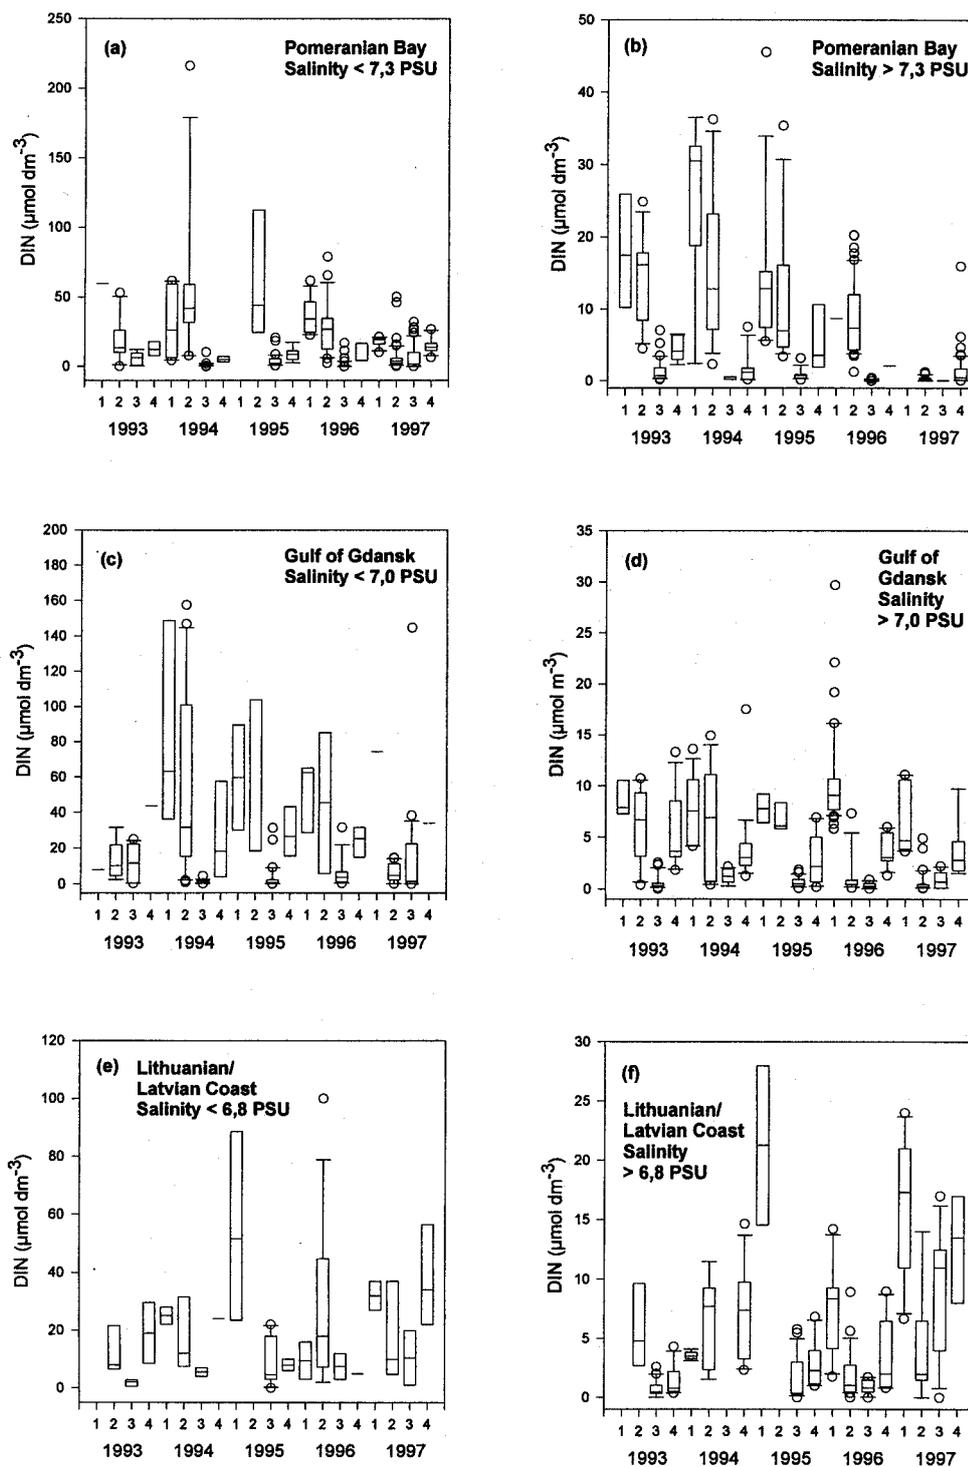 250
200
150
100
50
0
DIN (µmol dm-3)
(a)
Pomeranian Bay
Salinity < 7,3 PSU
1 2 3 4 1 2 3 4 1 2 3 4 1 2 3 4 1 2 3 4
1993 1994 1995 1996 1997
50
40
30
20
10
0
DIN (µmol dm-3)
(b)
Pomeranian Bay
Salinity > 7,3 PSU
1 2 3 4 1 2 3 4 1 2 3 4 1 2 3 4 1 2 3 4
1993 1994 1995 1996 1997
200
180
160
140
120
100
80
60
40
20
0
DIN (µmol dm-3)
(c)
Gulf of Gdansk
Salinity < 7,0 PSU
1 2 3 4 1 2 3 4 1 2 3 4 1 2 3 4 1 2 3 4
1993 1994 1995 1996 1997
35
30
25
20
15
10
5
0
DIN (µmol m-3)
(d)
Gulf of
Gdansk
Salinity
> 7,0 PSU
1 2 3 4 1 2 3 4 1 2 3 4 1 2 3 4 1 2 3 4
1993 1994 1995 1996 1997
120
100
80
60
40
20
0
DIN (µmol dm-3)
(e)
Lithuanian/
Latvian Coast
Salinity < 6,8 PSU
1 2 3 4 1 2 3 4 1 2 3 4 1 2 3 4 1 2 3 4
1993 1994 1995 1996 1997
30
25
20
15
10
5
0
DIN (µmol dm-3)
(f)
Lithuanian/
Latvian Coast
Salinity
> 6,8 PSU
1 2 3 4 1 2 3 4 1 2 3 4 1 2 3 4 1 2 3 4
1993 1994 1995 1996 1997